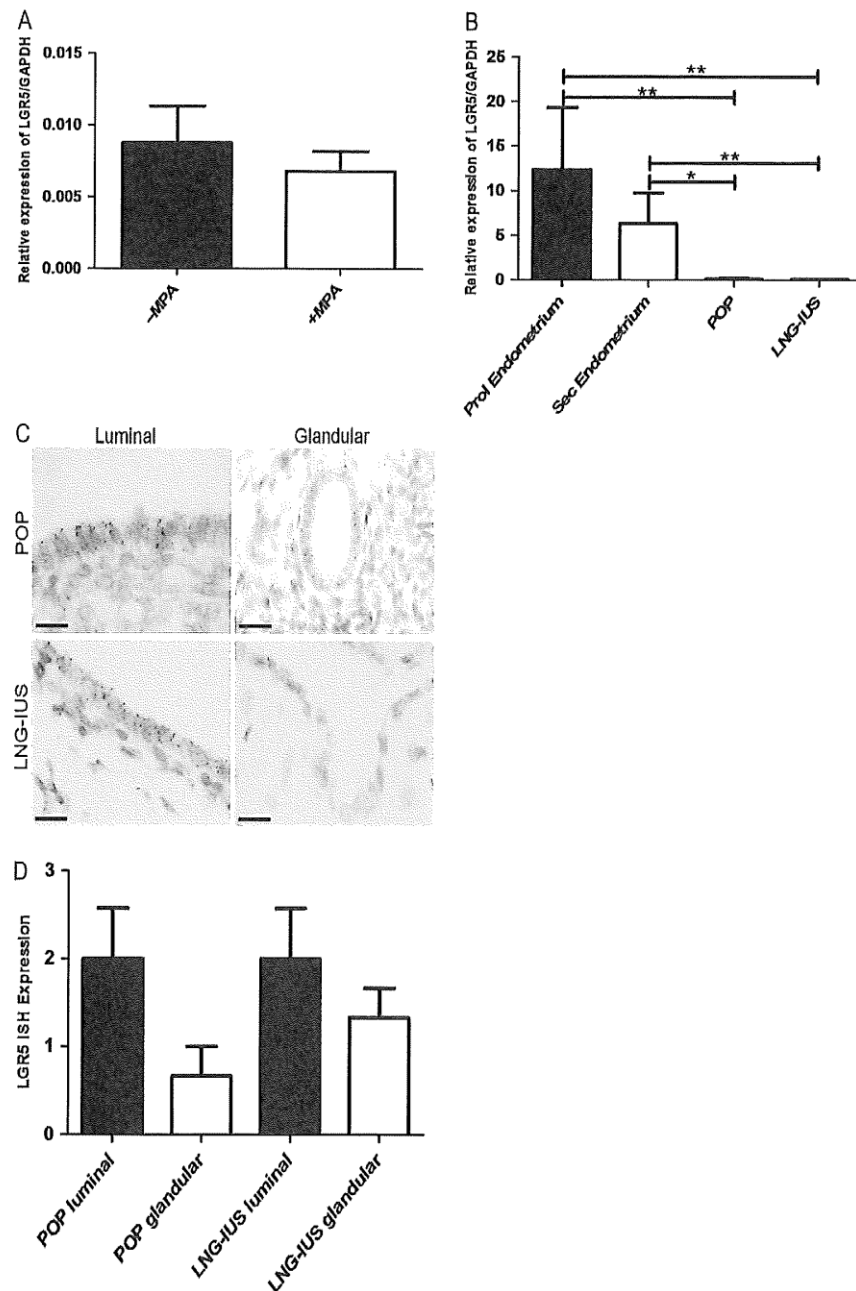 A
Relative expression of LGR5/GAPDH
0.015
0.010
0.005
0.000
–MPA
+MPA
B
Relative expression of LGR5/GAPDH
25
20
15
10
5
0
**
**
**
*
Prol Endometrium
Sec Endometrium
POP
LNG-IUS
C
Luminal
Glandular
POP
LNG-IUS
D
LGR5 ISH Expression
3
2
1
0
POP luminal
POP glandular
LNG-IUS luminal
LNG-IUS glandular